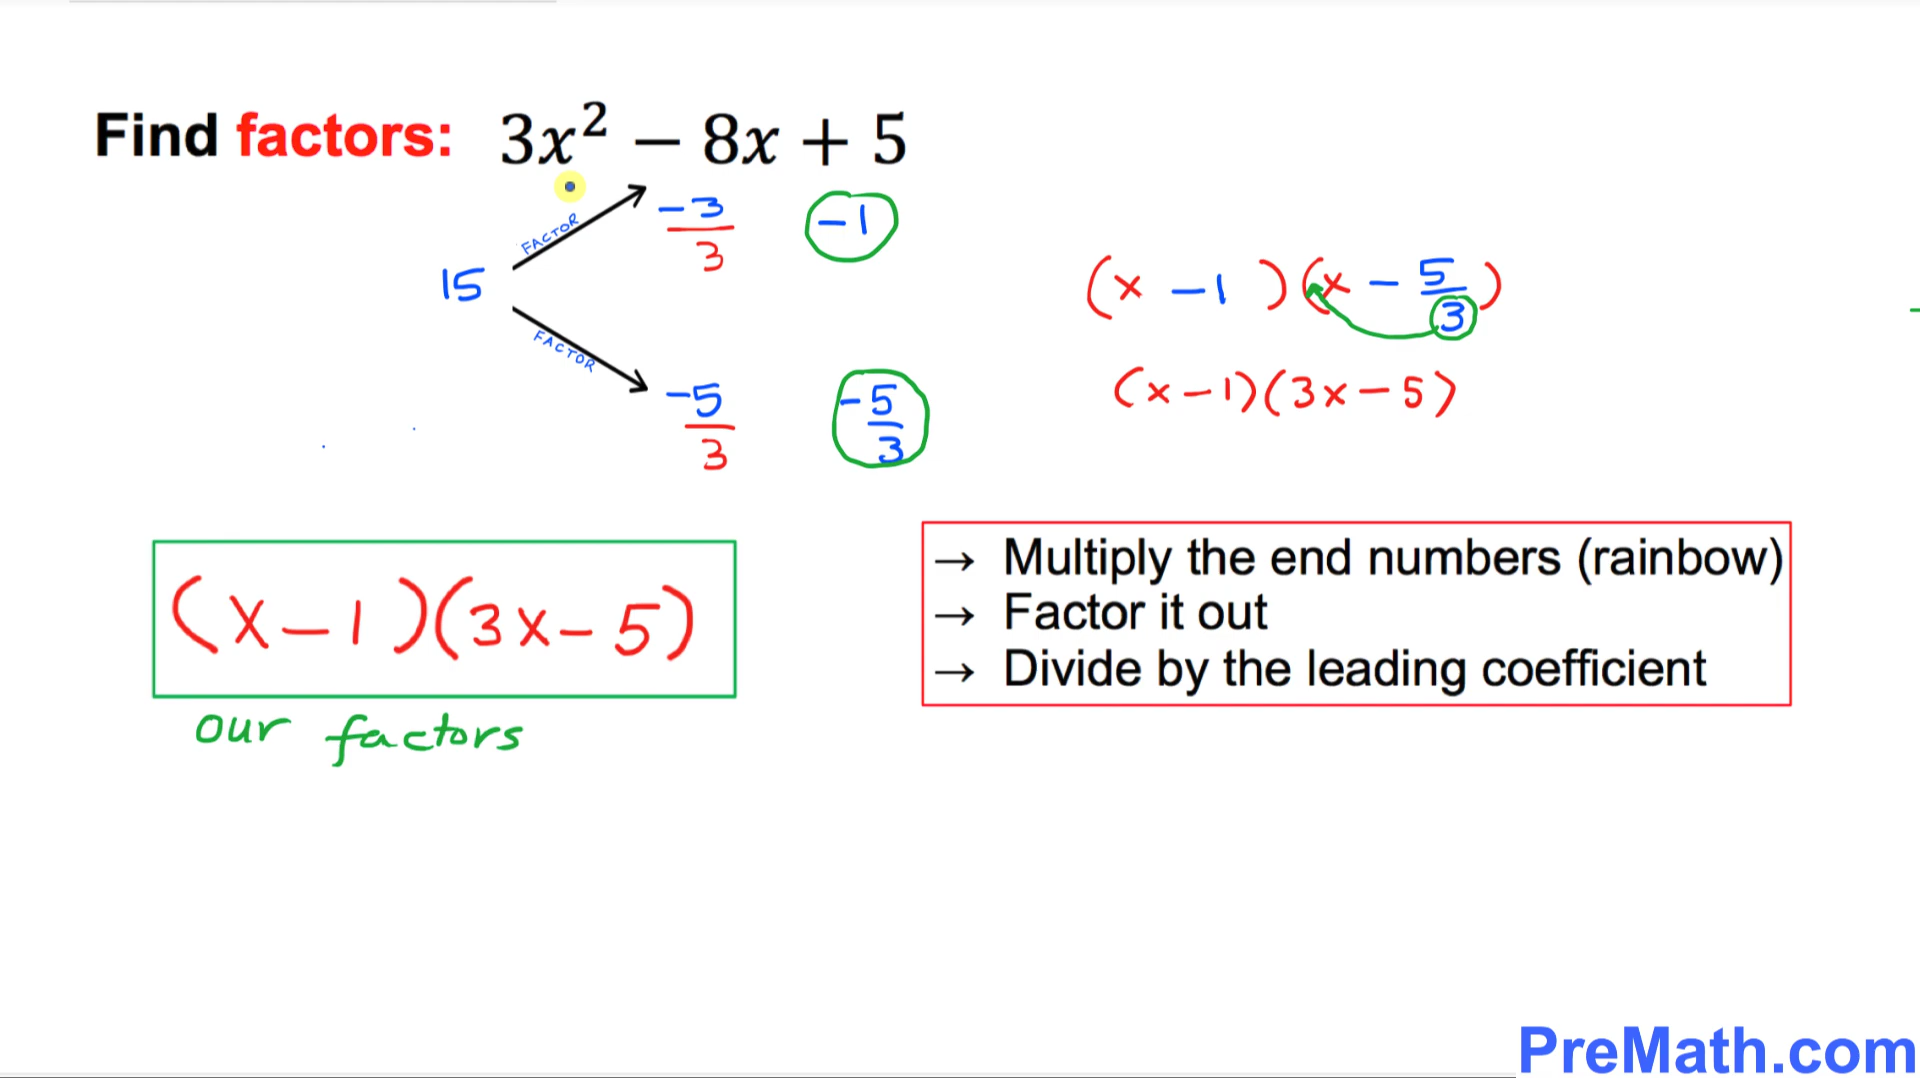 Find factors: 3x² − 8x + 5
FACTOR
-3/3
-1
15
FACTOR
-5/3
-5/3
(x - 1)(x - 5/3)
(x - 1)(3x - 5)
(x - 1)(3x - 5)
our factors
→ Multiply the end numbers (rainbow)
→ Factor it out
→ Divide by the leading coefficient
PreMath.com